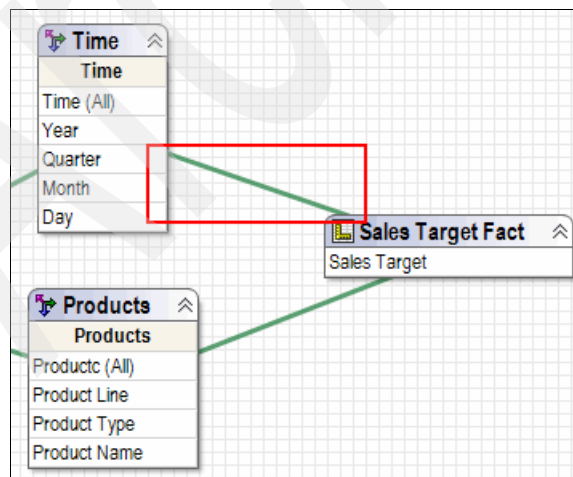 Time
Time
Time (All)
Year
Quarter
Month
Day
Sales Target Fact
Sales Target
Products
Products
Productc (All)
Product Line
Product Type
Product Name